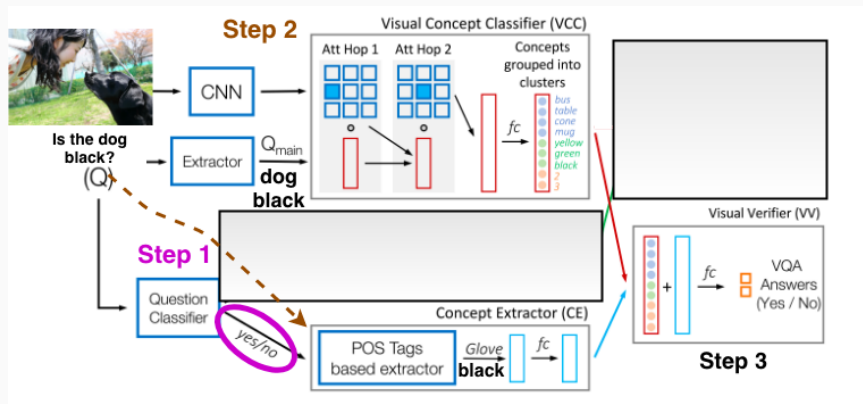 Step 2
Visual Concept Classifier (VCC)
Att Hop 1
Att Hop 2
Concepts
grouped into
clusters
CNN
bus
table
cone
mug
yellow
green
black
2
3
fc
Is the dog
black?
(Q)
Extractor
Qmain
dog
black
Step 1
Question
Classifier
yes/no
Concept Extractor (CE)
POS Tags
based extractor
Glove
black
fc
Visual Verifier (VV)
+
fc
VQA
Answers
(Yes / No)
Step 3